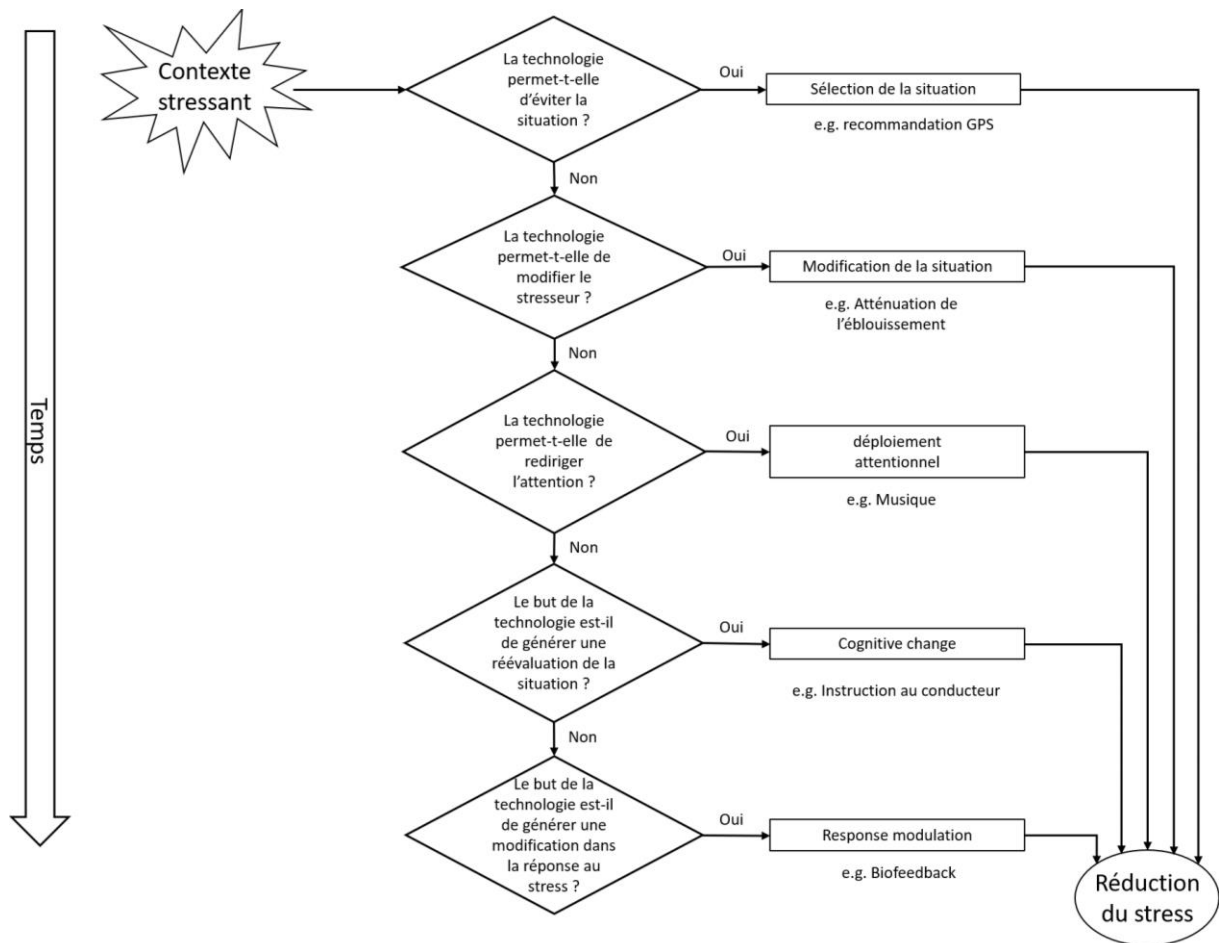 Contexte
stressant
La technologie
permet-t-elle
d'éviter la
situation ?
Oui
Sélection de la situation
e.g. recommandation GPS
Non
La technologie
permet-t-elle de
modifier le
stresseur ?
Oui
Modification de la situation
e.g. Atténuation de
l'éblouissement
Non
Temps
La technologie
permet-t-elle de
rediriger
l'attention ?
Oui
déploiement
attentionnel
e.g. Musique
Non
Le but de la
technologie est-il
de générer une
réévaluation de la
situation ?
Oui
Cognitive change
e.g. Instruction au conducteur
Non
Le but de la
technologie est-il
de générer une
modification dans
la réponse au
stress ?
Oui
Response modulation
e.g. Biofeedback
Réduction
du stress